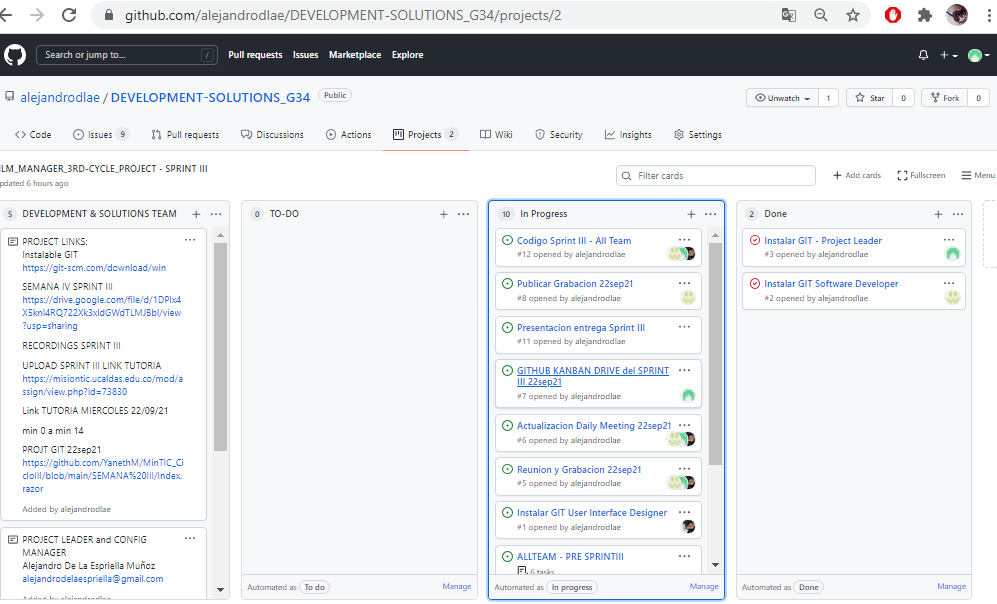 github.com/alejandrodlae/DEVELOPMENT-SOLUTIONS_G34/projects/2
Search or jump to... /
Pull requests Issues Marketplace Explore
alejandrodlae / DEVELOPMENT-SOLUTIONS_G34 Public
Unwatch 1 Star 0 Fork 0
Code Issues 9 Pull requests Discussions Actions Projects 2 Wiki Security Insights Settings
LM_MANAGER_3RD-CYCLE_PROJECT - SPRINT III
pdated 6 hours ago
Filter cards
Add cards Fullscreen Menu
5 DEVELOPMENT & SOLUTIONS TEAM
PROJECT LINKS:
Instalable GIT
https://git-scm.com/download/win
SEMANA IV SPRINT III
https://drive.google.com/file/d/1DPlx4
X5knl4RQ722Xk3xldGWdTLMJBbI/view
?usp=sharing
RECORDINGS SPRINT III
UPLOAD SPRINT III LINK TUTORIA
https://misiontic.ucaldas.edu.co/mod/a
ssign/view.php?id=73830
Link TUTORIA MIERCOLES 22/09/21
min 0 a min 14
PROJT GIT 22sep21
https://github.com/YanethM/MinTIC_Ci
cloIII/blob/main/SEMANA%20III/Index.
razor
Added by alejandrodlae
PROJECT LEADER and CONFIG
MANAGER
Alejandro De La Espriella Muñoz
alejandrodelaespriella@gmail.com
Added by alejandrodlae
0 TO-DO
Automated as To do Manage
10 In Progress
Codigo Sprint III - All Team
#12 opened by alejandrodlae
Publicar Grabacion 22sep21
#8 opened by alejandrodlae
Presentacion entrega Sprint III
#11 opened by alejandrodlae
GITHUB KANBAN DRIVE del SPRINT
III 22sep21
#7 opened by alejandrodlae
Actualizacion Daily Meeting 22sep21
#6 opened by alejandrodlae
Reunion y Grabacion 22sep21
#5 opened by alejandrodlae
Instalar GIT User Interface Designer
#1 opened by alejandrodlae
ALLTEAM - PRE SPRINTIII
6 tasks
Automated as In progress Manage
2 Done
Instalar GIT - Project Leader
#3 opened by alejandrodlae
Instalar GIT Software Developer
#2 opened by alejandrodlae
Automated as Done Manage